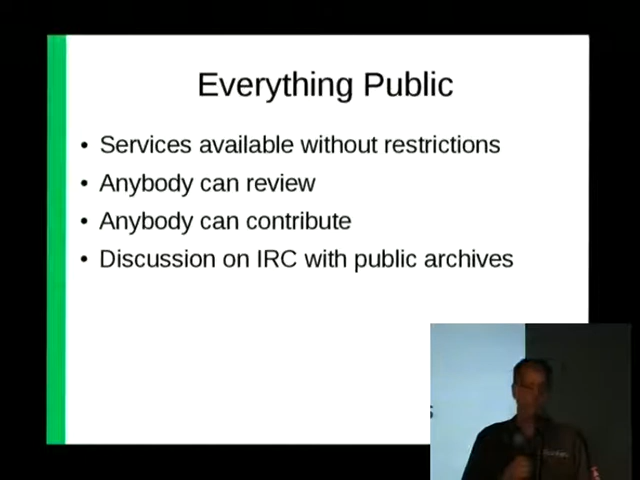 Everything Public
• Services available without restrictions
• Anybody can review
• Anybody can contribute
• Discussion on IRC with public archives